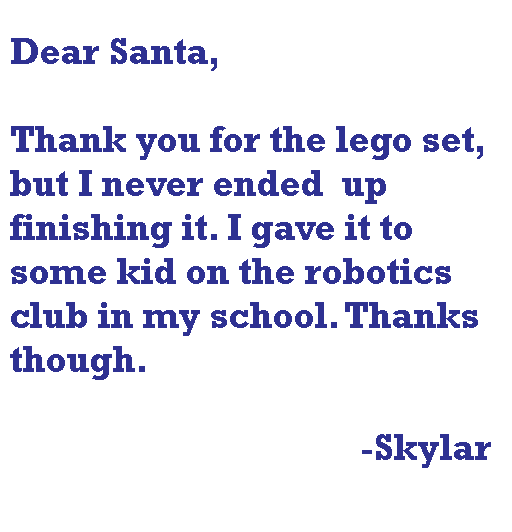 Dear Santa,
Thank you for the lego set,
but I never ended  up
finishing it. I gave it to
some kid on the robotics
club in my school. Thanks
though.
-Skylar